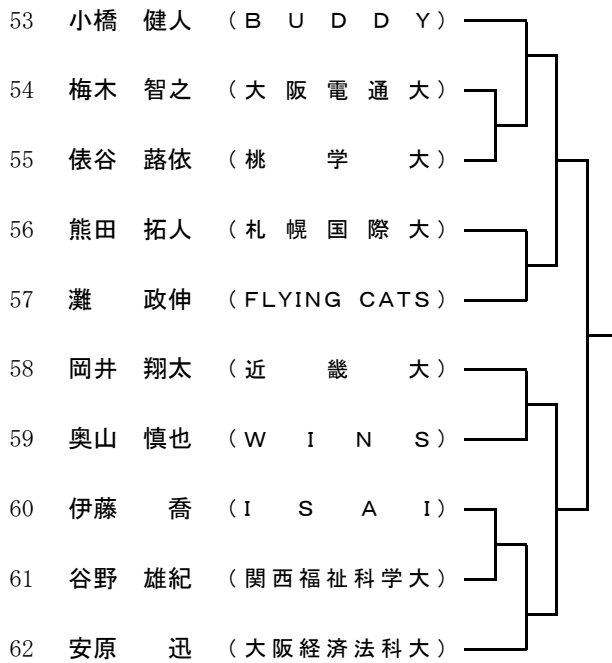 53 小橋 健人 (BUDDY)
54 梅木 智之 (大阪電通大)
55 俵谷 蕗依 (桃学大)
56 熊田 拓人 (札幌国際大)
57 灘 政伸 (FLYING CATS)
58 岡井 翔太 (近畿大)
59 奥山 慎也 (WINS)
60 伊藤 喬 (ISAI)
61 谷野 雄紀 (関西福祉科学大)
62 安原 迅 (大阪経済法科大)